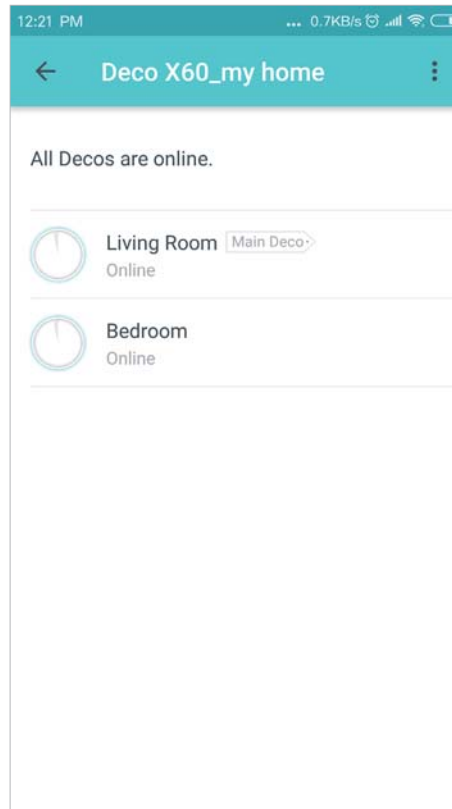 12:21 PM ... 0.7KB/s
Deco X60_my home
All Decos are online.
Living Room Main Deco
Online
Bedroom
Online